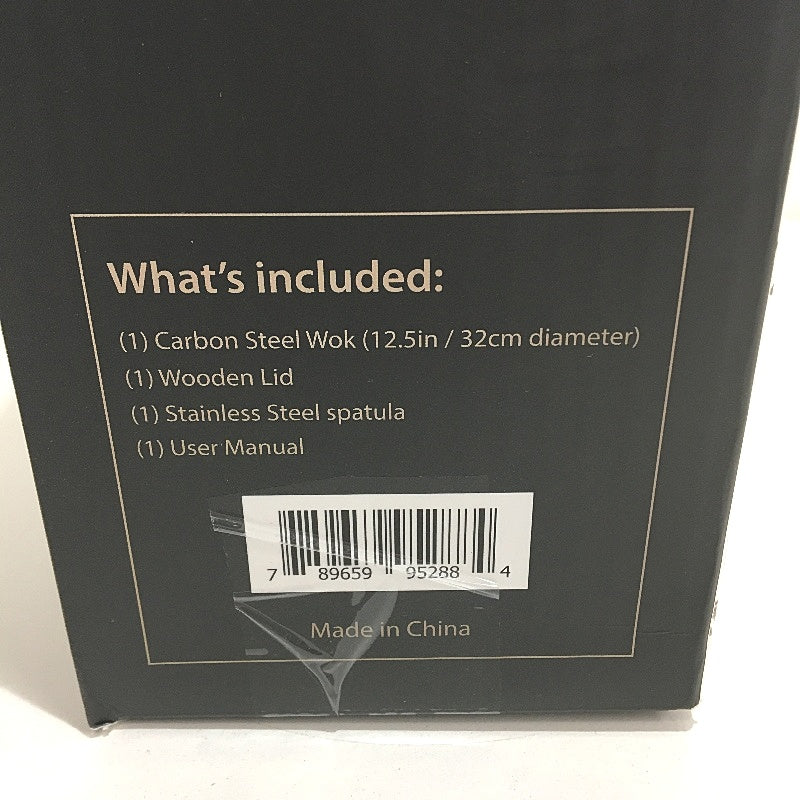 What's included:
(1) Carbon Steel Wok (12.5in / 32cm diameter)
(1) Wooden Lid
(1) Stainless Steel spatula
(1) User Manual
7 89659 95288 4
Made in China